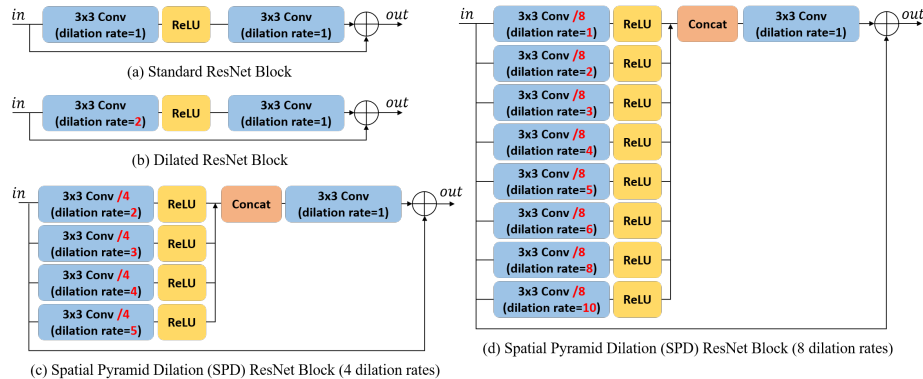 in
3x3 Conv
(dilation rate=1)
ReLU
3x3 Conv
(dilation rate=1)
out
(a) Standard ResNet Block
in
3x3 Conv
(dilation rate=2)
ReLU
3x3 Conv
(dilation rate=1)
out
(b) Dilated ResNet Block
in
3x3 Conv /4
(dilation rate=2)
ReLU
Concat
3x3 Conv
(dilation rate=1)
out
3x3 Conv /4
(dilation rate=3)
ReLU
3x3 Conv /4
(dilation rate=4)
ReLU
3x3 Conv /4
(dilation rate=5)
ReLU
(c) Spatial Pyramid Dilation (SPD) ResNet Block (4 dilation rates)
in
3x3 Conv /8
(dilation rate=1)
ReLU
Concat
3x3 Conv
(dilation rate=1)
out
3x3 Conv /8
(dilation rate=2)
ReLU
3x3 Conv /8
(dilation rate=3)
ReLU
3x3 Conv /8
(dilation rate=4)
ReLU
3x3 Conv /8
(dilation rate=5)
ReLU
3x3 Conv /8
(dilation rate=6)
ReLU
3x3 Conv /8
(dilation rate=8)
ReLU
3x3 Conv /8
(dilation rate=10)
ReLU
(d) Spatial Pyramid Dilation (SPD) ResNet Block (8 dilation rates)